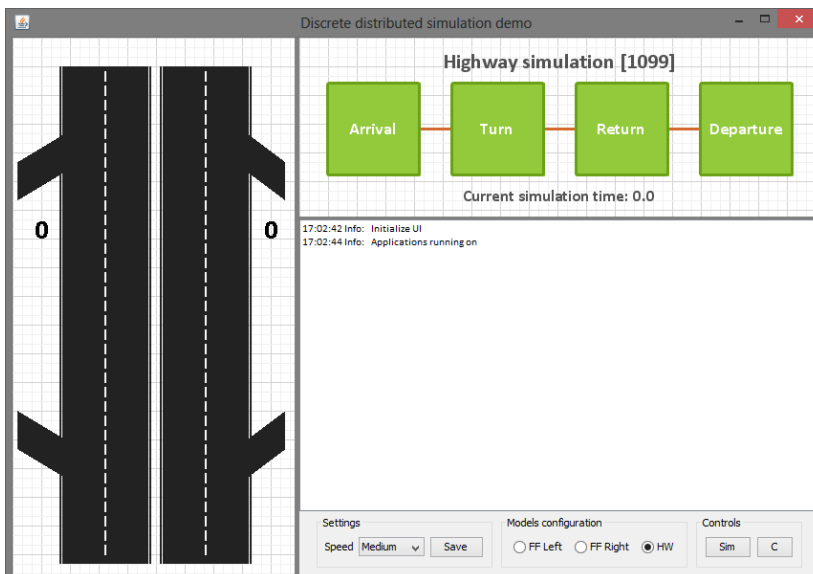 Discrete distributed simulation demo
0
0
Highway simulation [1099]
Arrival
Turn
Return
Departure
Current simulation time: 0.0
17:02:42 Info: Initialize UI
17:02:44 Info: Applications running on
Settings
Speed Medium Save
Models configuration
FF Left FF Right HW
Controls
Sim C